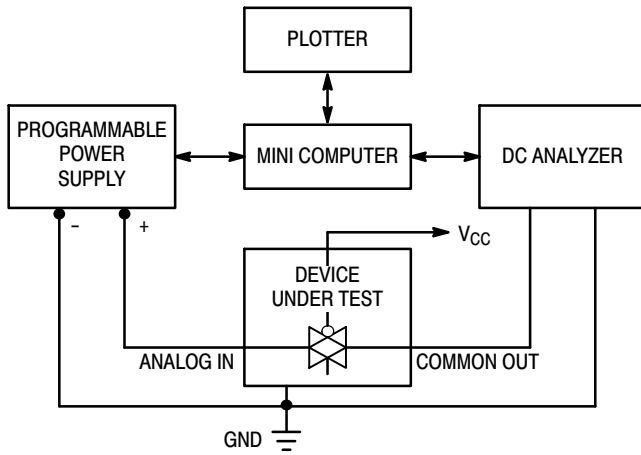 PLOTTER
PROGRAMMABLE
POWER
SUPPLY
MINI COMPUTER
DC ANALYZER
− +
VCC
DEVICE
UNDER TEST
ANALOG IN
COMMON OUT
GND